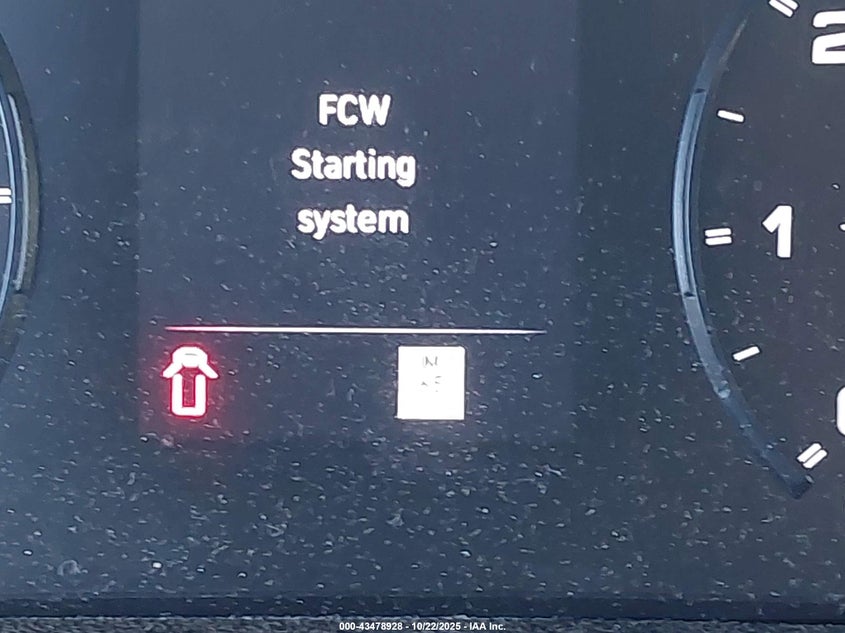 FCW
Starting
system
2
1
000-43478928 - 10/22/2025 - IAA Inc.